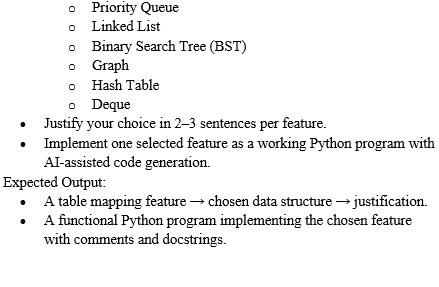 o Priority Queue
o Linked List
o Binary Search Tree (BST)
o Graph
o Hash Table
o Deque
• Justify your choice in 2–3 sentences per feature.
• Implement one selected feature as a working Python program with
AI-assisted code generation.
Expected Output:
• A table mapping feature → chosen data structure → justification.
• A functional Python program implementing the chosen feature
with comments and docstrings.